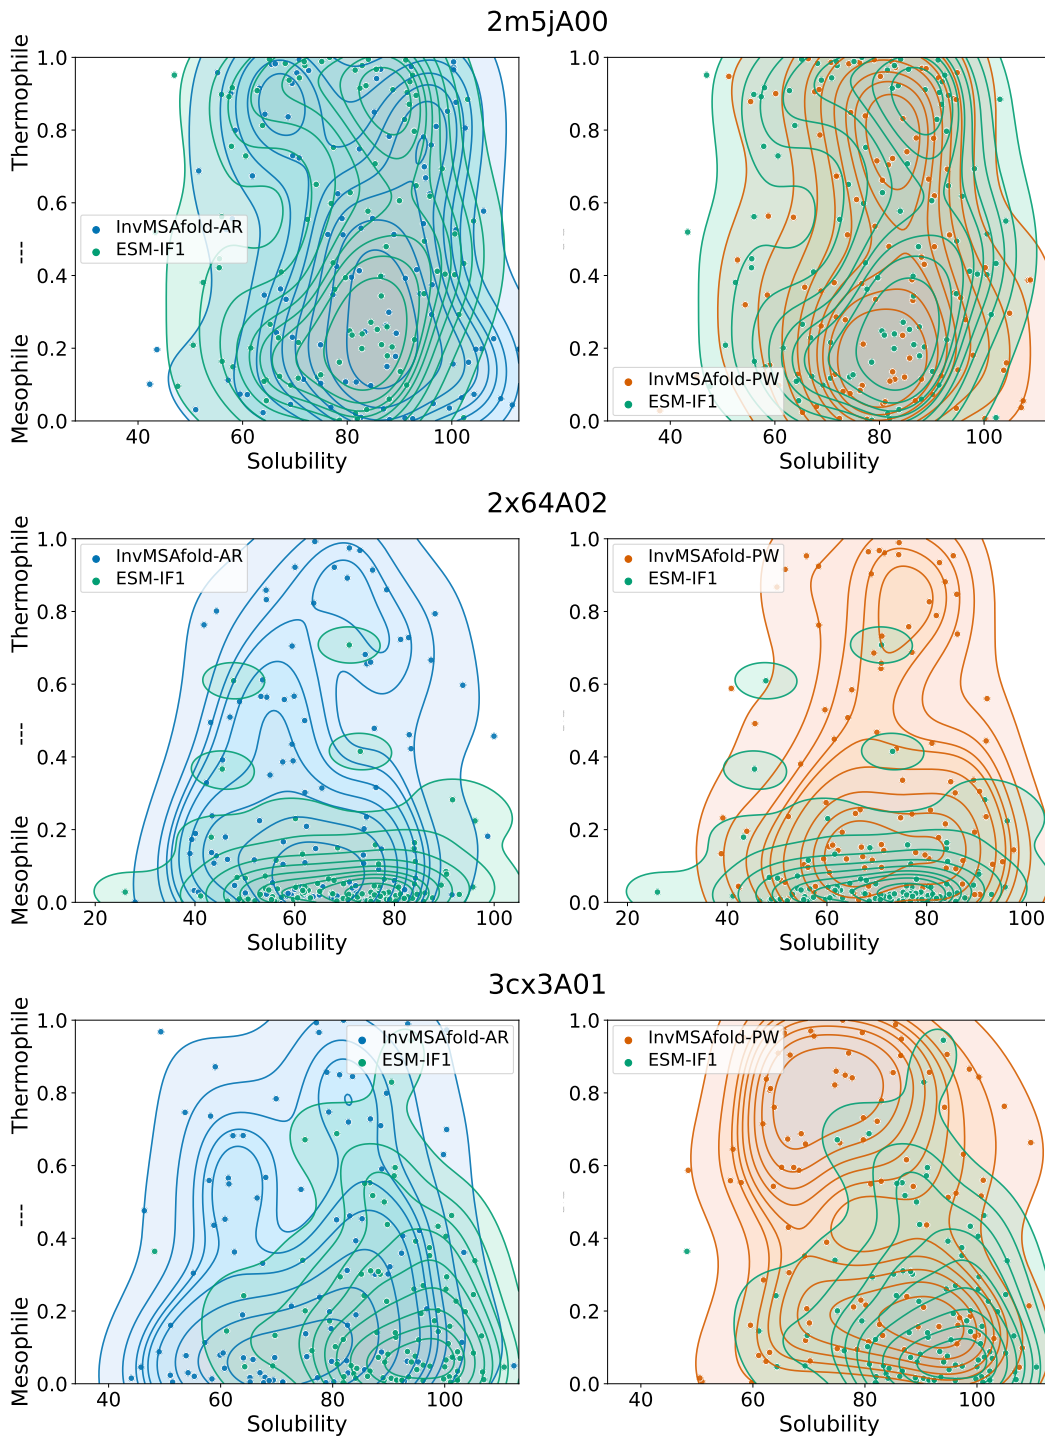 2m5jA00
Thermophile
---
Mesophile
1.0
0.8
0.6
0.4
0.2
0.0
InvMSAfold-AR
ESM-IF1
40 60 80 100
Solubility
1.0
0.8
0.6
0.4
0.2
0.0
InvMSAfold-PW
ESM-IF1
40 60 80 100
Solubility
2x64A02
Thermophile
---
Mesophile
1.0
0.8
0.6
0.4
0.2
0.0
InvMSAfold-AR
ESM-IF1
20 40 60 80 100
Solubility
1.0
0.8
0.6
0.4
0.2
0.0
InvMSAfold-PW
ESM-IF1
20 40 60 80 100
Solubility
3cx3A01
Thermophile
---
Mesophile
1.0
0.8
0.6
0.4
0.2
0.0
InvMSAfold-AR
ESM-IF1
40 60 80 100
Solubility
1.0
0.8
0.6
0.4
0.2
0.0
InvMSAfold-PW
ESM-IF1
40 60 80 100
Solubility